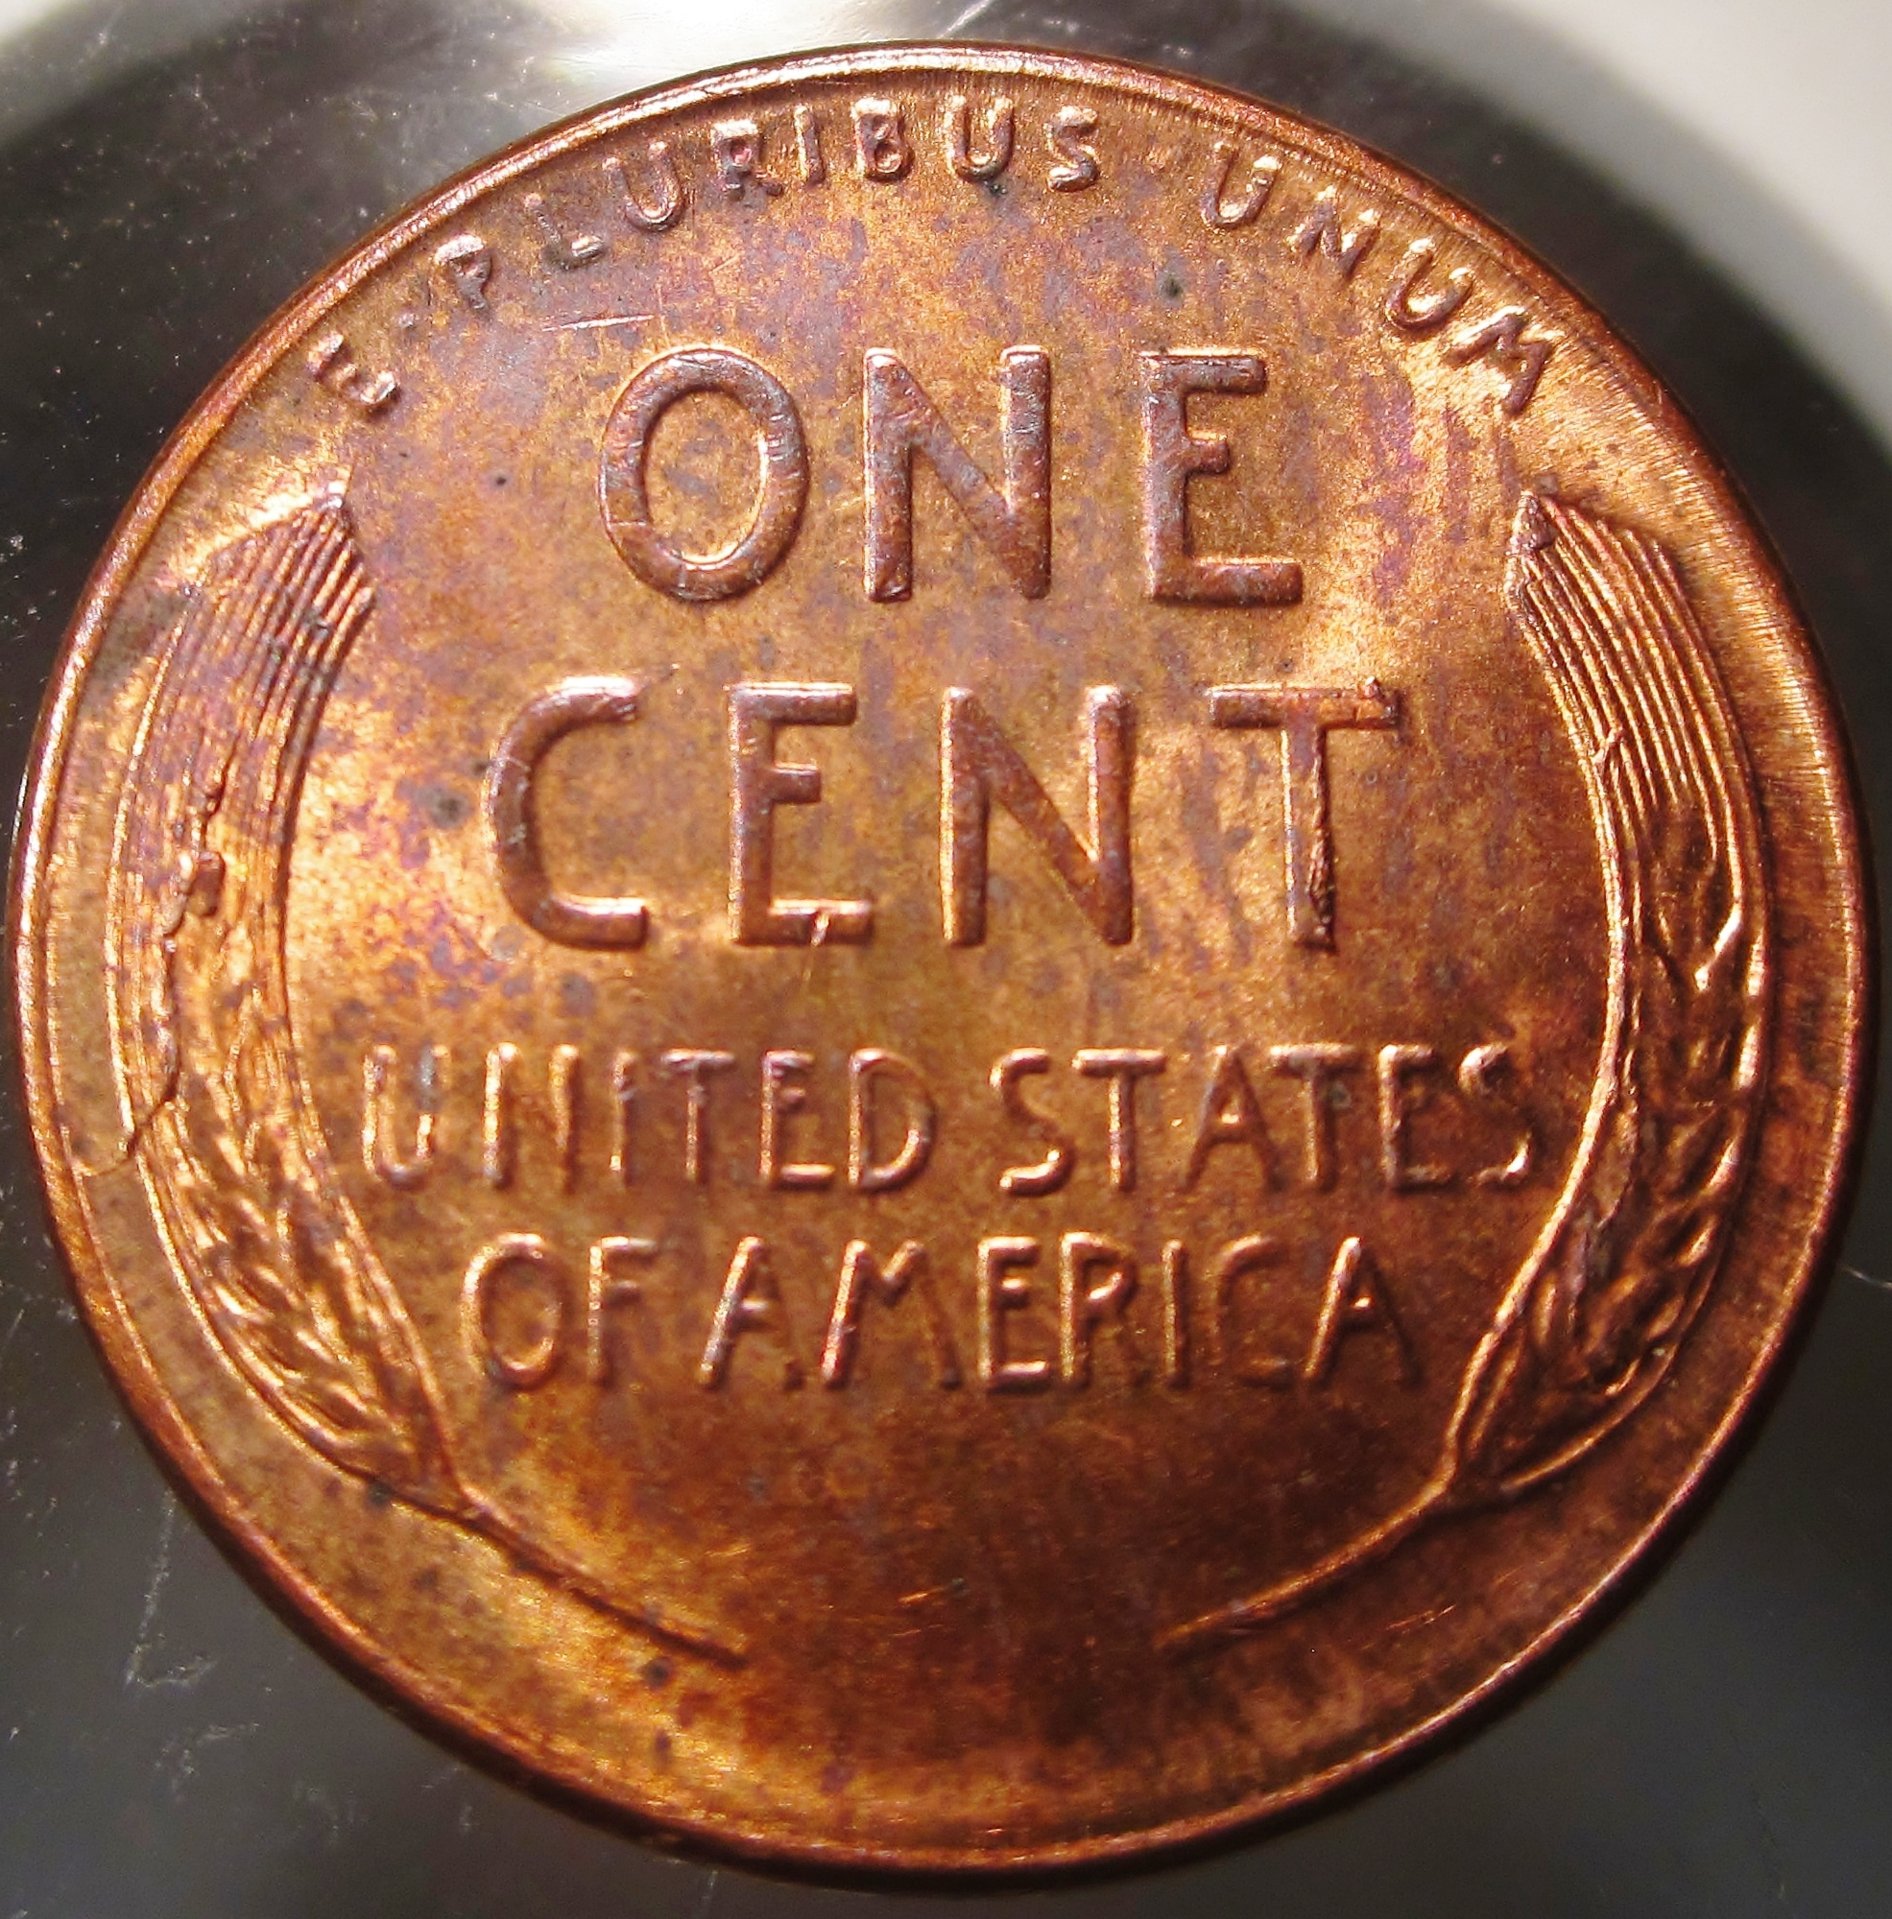 E · PLURIBUS UNUM
ONE
CENT
UNITED STATES
OF AMERICA